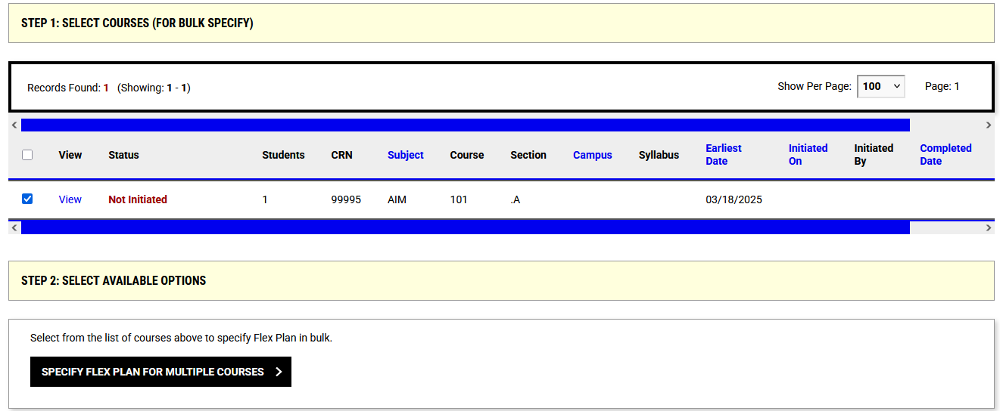 STEP 1: SELECT COURSES (FOR BULK SPECIFY)
Records Found: 1 (Showing: 1 - 1)
Show Per Page: 100 Page: 1
View Status Students CRN Subject Course Section Campus Syllabus Earliest Date Initiated On Initiated By Completed Date
View Not Initiated 1 99995 AIM 101 .A 03/18/2025
STEP 2: SELECT AVAILABLE OPTIONS
Select from the list of courses above to specify Flex Plan in bulk.
SPECIFY FLEX PLAN FOR MULTIPLE COURSES